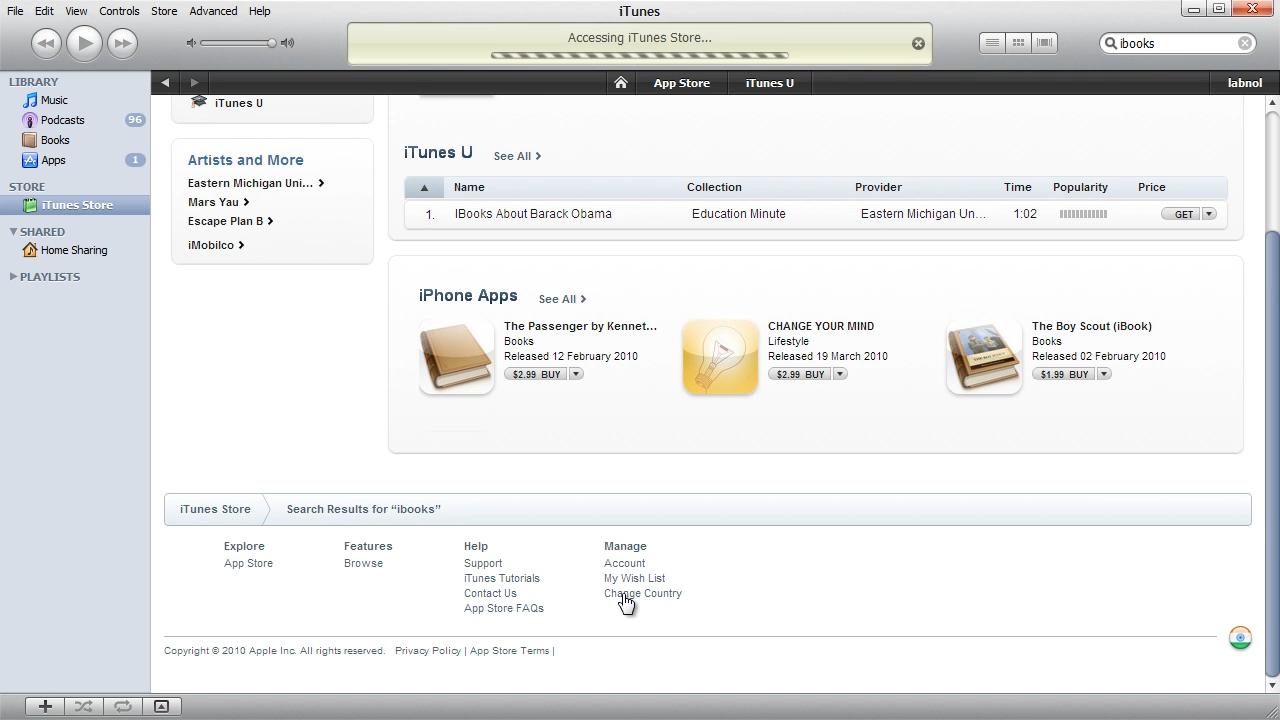 File Edit View Controls Store Advanced Help
iTunes
Accessing iTunes Store...
ibooks
LIBRARY
Music
Podcasts 96
Books
Apps 1
STORE
iTunes Store
SHARED
Home Sharing
PLAYLISTS
App Store iTunes U labnol
iTunes U
Artists and More
Eastern Michigan Uni...
Mars Yau
Escape Plan B
iMobilco
iTunes U See All
Name Collection Provider Time Popularity Price
1. IBooks About Barack Obama Education Minute Eastern Michigan Un... 1:02 GET
iPhone Apps See All
The Passenger by Kennet...
Books
Released 12 February 2010
$2.99 BUY
CHANGE YOUR MIND
Lifestyle
Released 19 March 2010
$2.99 BUY
The Boy Scout (iBook)
Books
Released 02 February 2010
$1.99 BUY
iTunes Store Search Results for “ibooks”
Explore
App Store
Features
Browse
Help
Support
iTunes Tutorials
Contact Us
App Store FAQs
Manage
Account
My Wish List
Change Country
Copyright © 2010 Apple Inc. All rights reserved. Privacy Policy | App Store Terms |